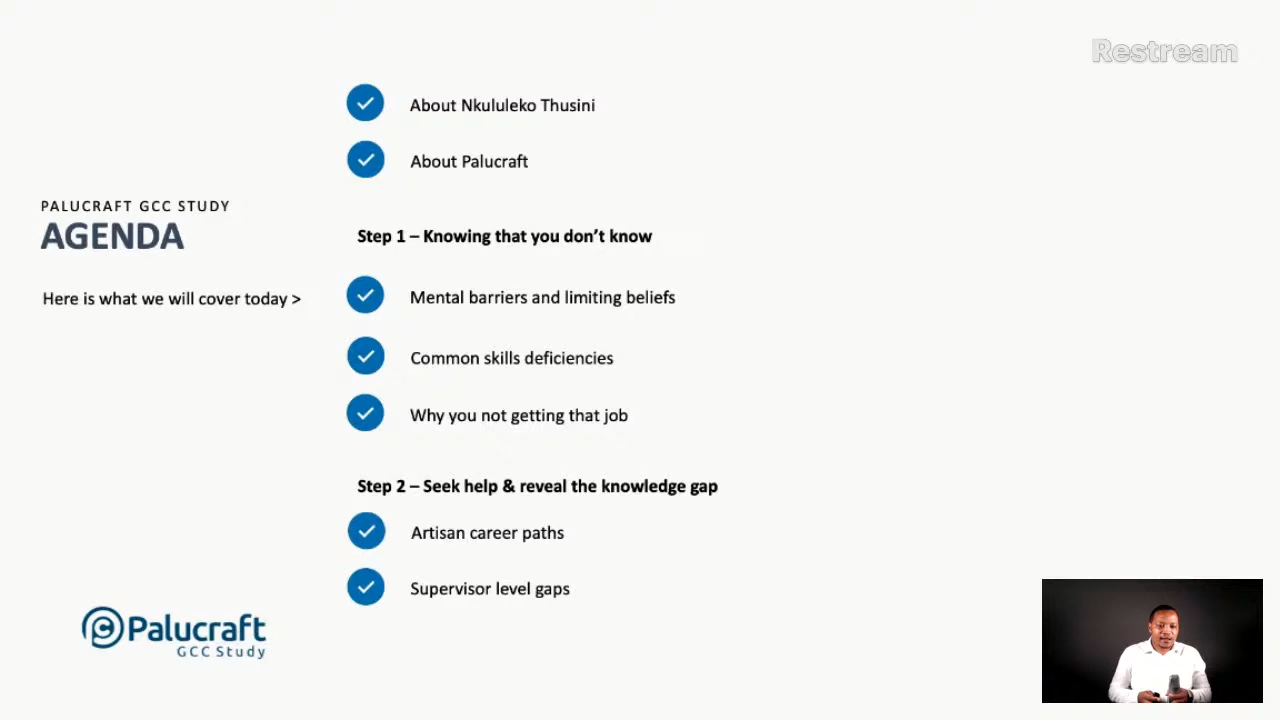 Restream
About Nkululeko Thusini
About Palucraft
PALUCRAFT GCC STUDY
AGENDA
Here is what we will cover today >
Step 1 – Knowing that you don’t know
Mental barriers and limiting beliefs
Common skills deficiencies
Why you not getting that job
Step 2 – Seek help & reveal the knowledge gap
Artisan career paths
Supervisor level gaps
Palucraft
GCC Study